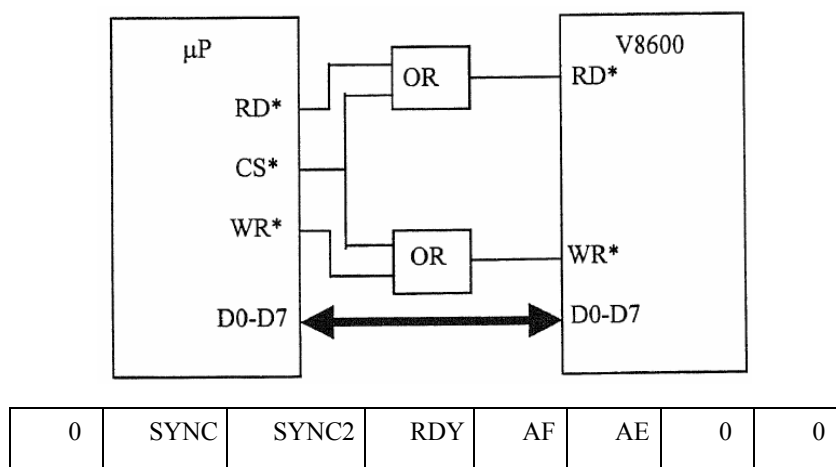 µP
V8600
OR
RD*
RD*
CS*
WR*
OR
WR*
D0-D7
D0-D7
0 SYNC SYNC2 RDY AF AE 0 0